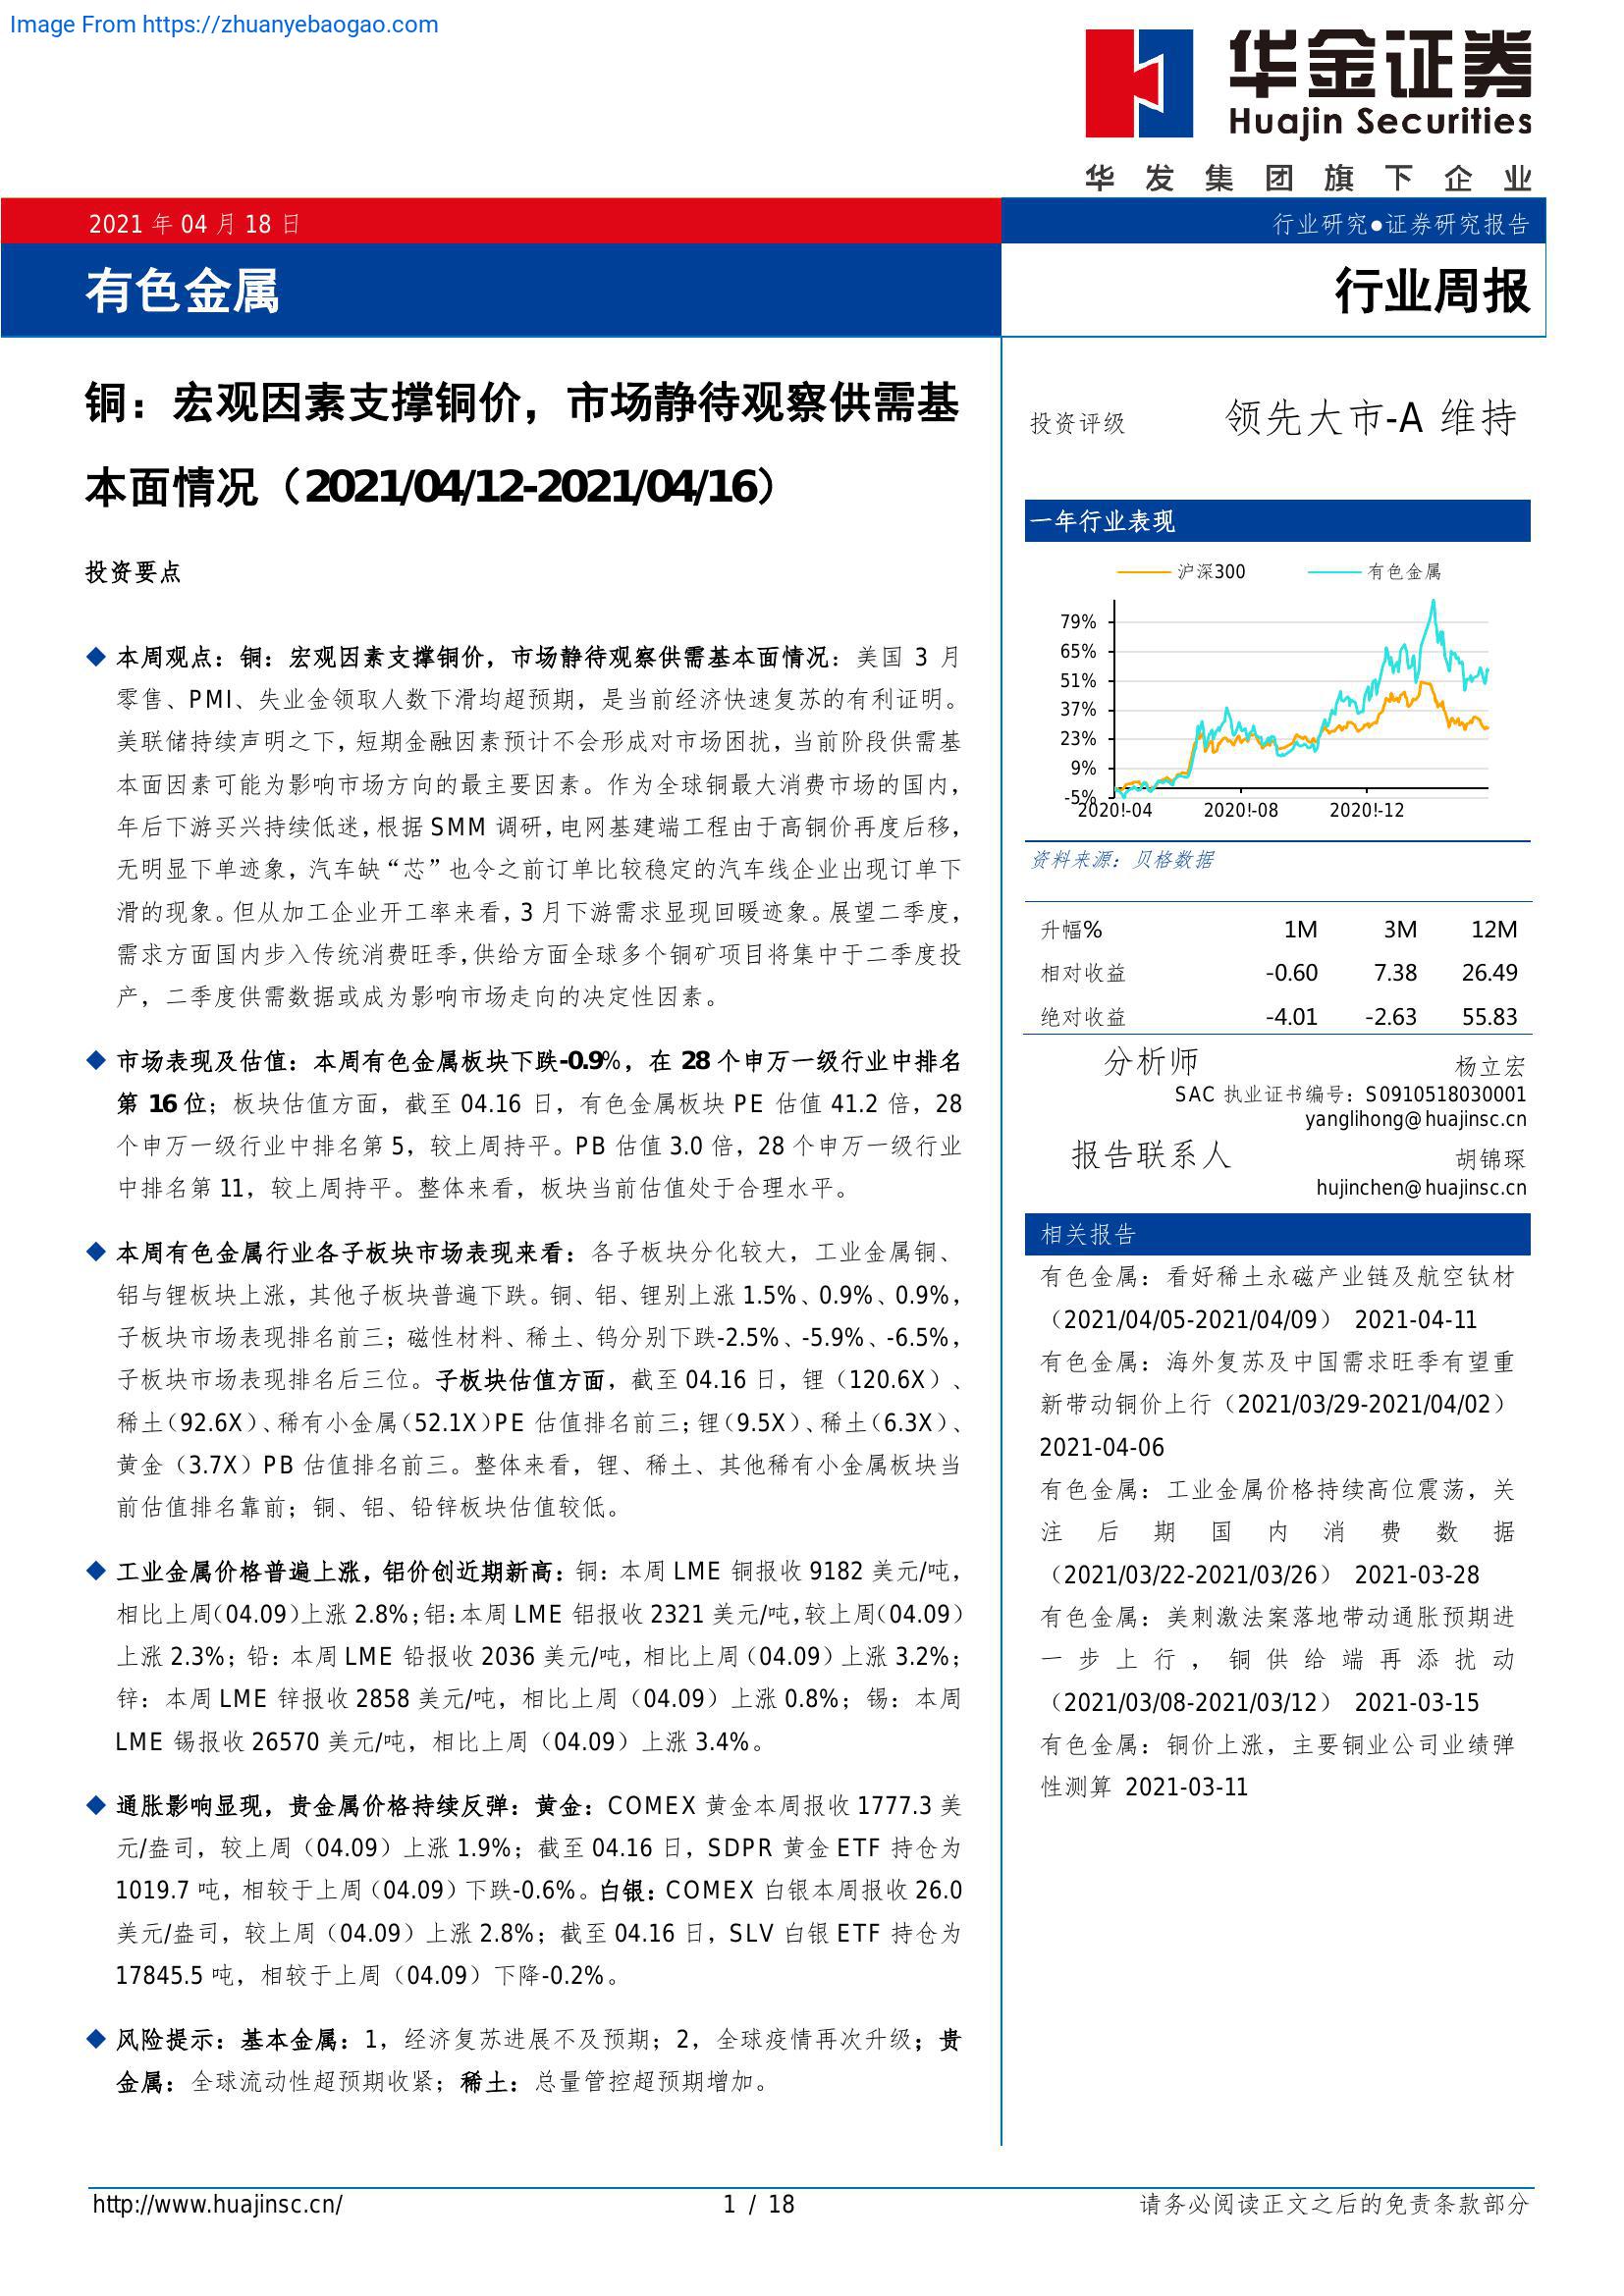 Image From https://zhuanyebaogao.com
华金证券
Huajin Securities
华发集团旗下企业
2021 年 04 月 18 日
行业研究●证券研究报告
有色金属
行业周报
铜：宏观因素支撑铜价，市场静待观察供需基
本面情况（2021/04/12-2021/04/16）
投资要点
◆ 本周观点：铜：宏观因素支撑铜价，市场静待观察供需基本面情况：美国 3 月
零售、PMI、失业金领取人数下滑均超预期，是当前经济快速复苏的有利证明。
美联储持续声明之下，短期金融因素预计不会形成对市场困扰，当前阶段供需基
本面因素可能为影响市场方向的最主要因素。作为全球铜最大消费市场的国内，
年后下游买兴持续低迷，根据 SMM 调研，电网基建端工程由于高铜价再度后移，
无明显下单迹象，汽车缺“芯”也令之前订单比较稳定的汽车线企业出现订单下
滑的现象。但从加工企业开工率来看，3 月下游需求显现回暖迹象。展望二季度，
需求方面国内步入传统消费旺季，供给方面全球多个铜矿项目将集中于二季度投
产，二季度供需数据或成为影响市场走向的决定性因素。
◆ 市场表现及估值：本周有色金属板块下跌-0.9%，在 28 个申万一级行业中排名
第 16 位；板块估值方面，截至 04.16 日，有色金属板块 PE 估值 41.2 倍，28
个申万一级行业中排名第 5，较上周持平。PB 估值 3.0 倍，28 个申万一级行业
中排名第 11，较上周持平。整体来看，板块当前估值处于合理水平。
◆ 本周有色金属行业各子板块市场表现来看：各子板块分化较大，工业金属铜、
铝与锂板块上涨，其他子板块普遍下跌。铜、铝、锂别上涨 1.5%、0.9%、0.9%，
子板块市场表现排名前三；磁性材料、稀土、钨分别下跌-2.5%、-5.9%、-6.5%，
子板块市场表现排名后三位。子板块估值方面，截至 04.16 日，锂（120.6X）、
稀土（92.6X）、稀有小金属（52.1X）PE 估值排名前三；锂（9.5X）、稀土（6.3X）、
黄金（3.7X）PB 估值排名前三。整体来看，锂、稀土、其他稀有小金属板块当
前估值排名靠前；铜、铝、铅锌板块估值较低。
◆ 工业金属价格普遍上涨，铝价创近期新高：铜：本周 LME 铜报收 9182 美元/吨，
相比上周（04.09）上涨 2.8%；铝：本周 LME 铝报收 2321 美元/吨，较上周（04.09）
上涨 2.3%；铅：本周 LME 铅报收 2036 美元/吨，相比上周（04.09）上涨 3.2%；
锌：本周 LME 锌报收 2858 美元/吨，相比上周（04.09）上涨 0.8%；锡：本周
LME 锡报收 26570 美元/吨，相比上周（04.09）上涨 3.4%。
◆ 通胀影响显现，贵金属价格持续反弹：黄金：COMEX 黄金本周报收 1777.3 美
元/盎司，较上周（04.09）上涨 1.9%；截至 04.16 日，SDPR 黄金 ETF 持仓为
1019.7 吨，相较于上周（04.09）下跌-0.6%。白银：COMEX 白银本周报收 26.0
美元/盎司，较上周（04.09）上涨 2.8%；截至 04.16 日，SLV 白银 ETF 持仓为
17845.5 吨，相较于上周（04.09）下降-0.2%。
◆ 风险提示：基本金属：1，经济复苏进展不及预期；2，全球疫情再次升级；贵
金属：全球流动性超预期收紧；稀土：总量管控超预期增加。
投资评级 领先大市-A 维持
一年行业表现
沪深300 有色金属
79%
65%
51%
37%
23%
9%
-5%
2020!-04 2020!-08 2020!-12
资料来源：贝格数据
升幅% 1M 3M 12M
相对收益 -0.60 7.38 26.49
绝对收益 -4.01 -2.63 55.83
分析师 杨立宏
SAC 执业证书编号：S0910518030001
yanglihong@huajinsc.cn
报告联系人 胡锦琛
hujinchen@huajinsc.cn
相关报告
有色金属：看好稀土永磁产业链及航空钛材
（2021/04/05-2021/04/09） 2021-04-11
有色金属：海外复苏及中国需求旺季有望重
新带动铜价上行（2021/03/29-2021/04/02）
2021-04-06
有色金属：工业金属价格持续高位震荡，关
注后期国内消费数据
（2021/03/22-2021/03/26） 2021-03-28
有色金属：美刺激法案落地带动通胀预期进
一步上行，铜供给端再添扰动
（2021/03/08-2021/03/12） 2021-03-15
有色金属：铜价上涨，主要铜业公司业绩弹
性测算 2021-03-11
http://www.huajinsc.cn/ 1 / 18 请务必阅读正文之后的免责条款部分